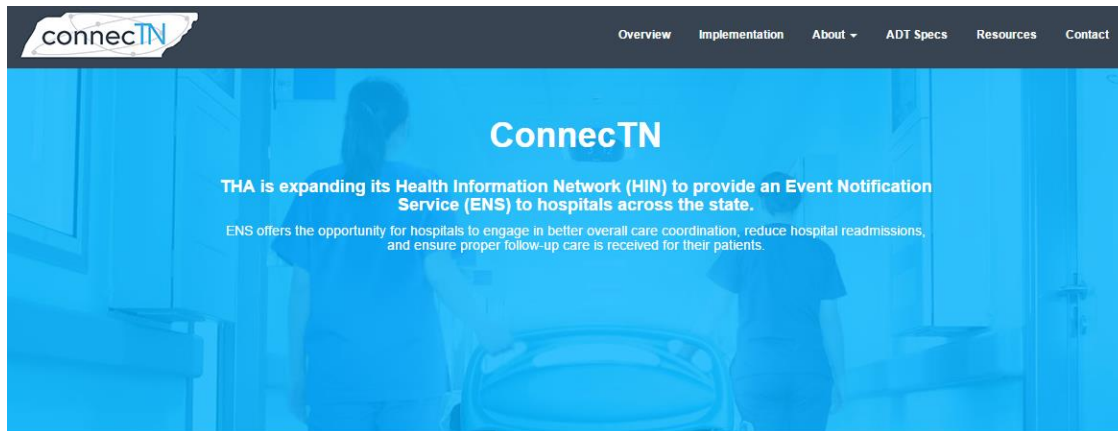 connecTN
Overview Implementation About ADT Specs Resources Contact
ConnecTN
THA is expanding its Health Information Network (HIN) to provide an Event Notification
Service (ENS) to hospitals across the state.
ENS offers the opportunity for hospitals to engage in better overall care coordination, reduce hospital readmissions,
and ensure proper follow-up care is received for their patients.